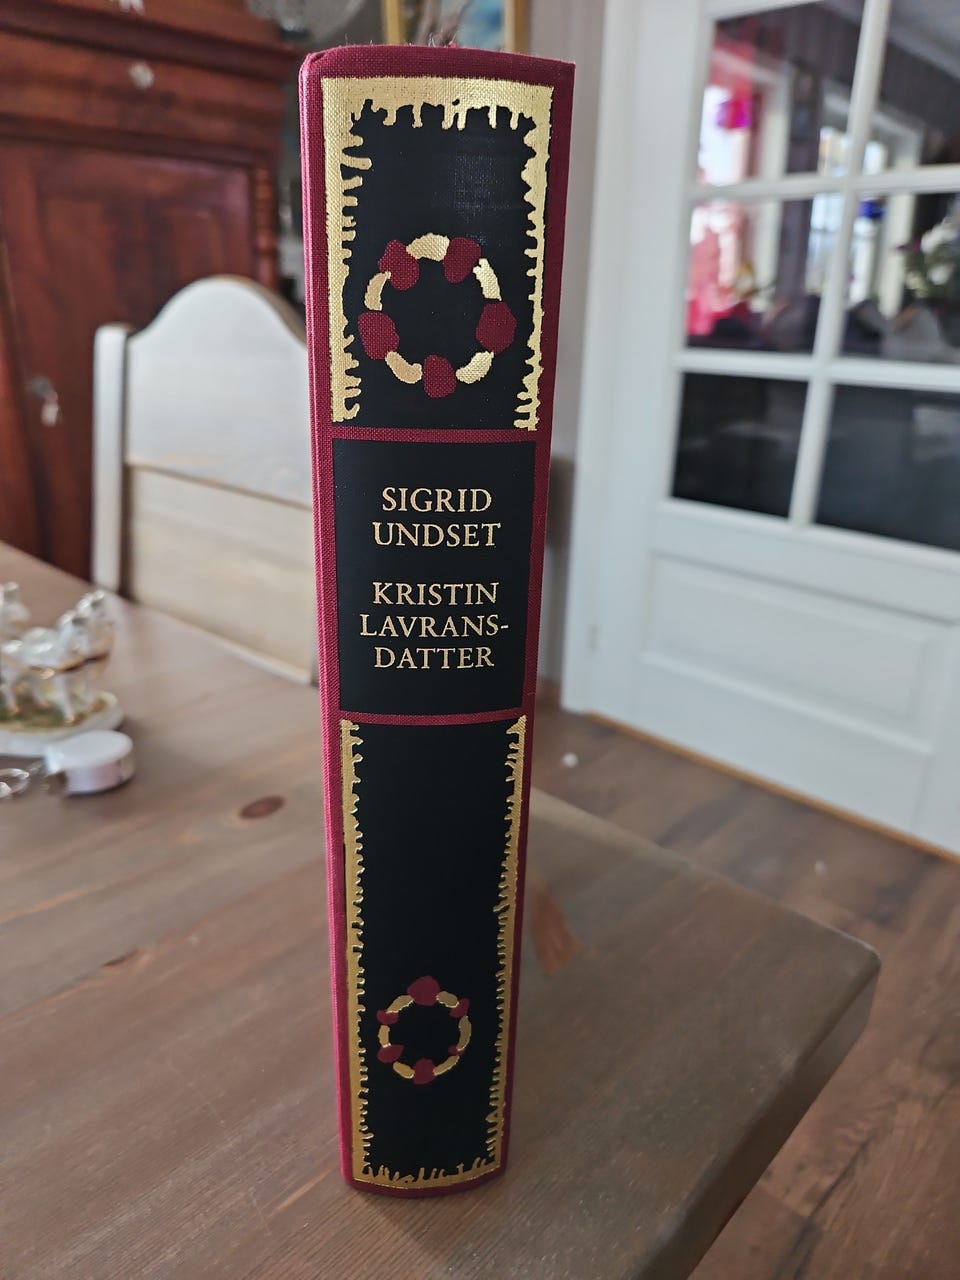 SIGRID
UNDSET
KRISTIN
LAVRANS-
DATTER